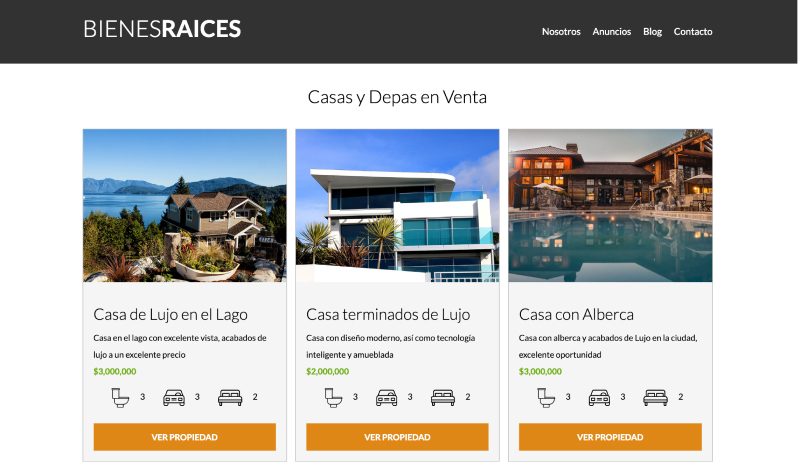 BIENESRAICES
Nosotros Anuncios Blog Contacto
Casas y Depas en Venta
Casa de Lujo en el Lago
Casa en el lago con excelente vista, acabados de
lujo a un excelente precio
$3,000,000
3 3 2
VER PROPIEDAD
Casa terminados de Lujo
Casa con diseño moderno, así como tecnología
inteligente y amueblada
$2,000,000
3 3 2
VER PROPIEDAD
Casa con Alberca
Casa con alberca y acabados de Lujo en la ciudad,
excelente oportunidad
$3,000,000
3 3 2
VER PROPIEDAD